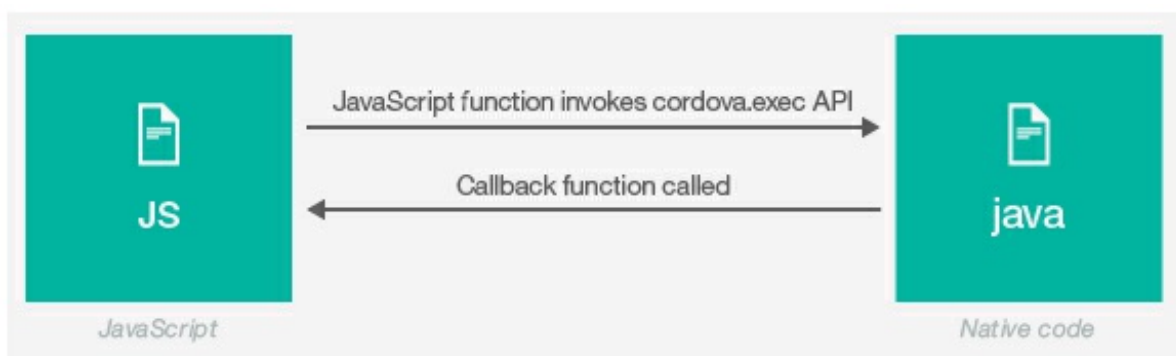 JavaScript function invokes cordova.exec API
Callback function called
JS
java
JavaScript
Native code